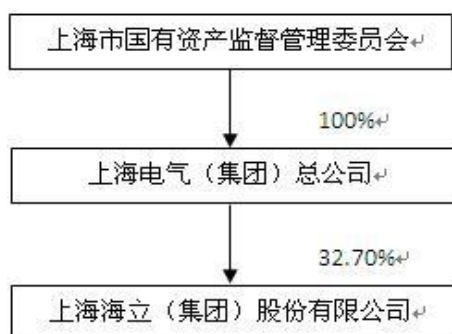 上海市国有资产监督管理委员会↵
100%↵
上海电气（集团）总公司↵
32.70%↵
上海海立（集团）股份有限公司↵